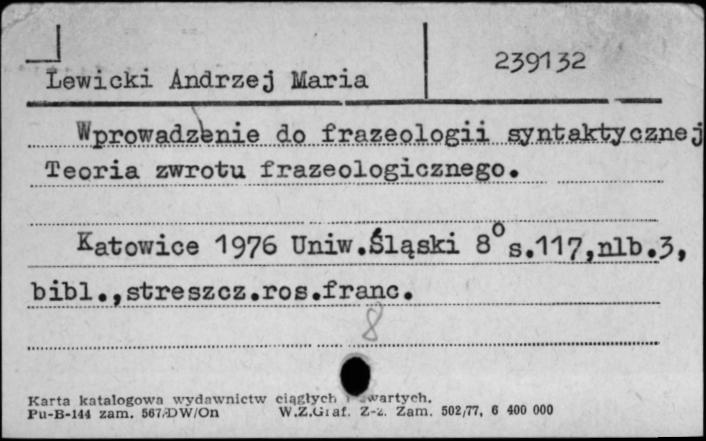 239132
Lewicki Andrzej Maria
Wprowadzenie do frazeologii syntaktycznej
Teoria zwrotu frazeologicznego.
Katowice 1976 Uniw.Śląski 8° s.117,nlb.3,
bibl.,streszcz.ros.franc.
8
Karta katalogowa wydawnictw ciągłych i zwartych.
Pu-B-144 zam. 567/DW/On W.Z.Graf. Z-2. Zam. 502/77, 6 400 000